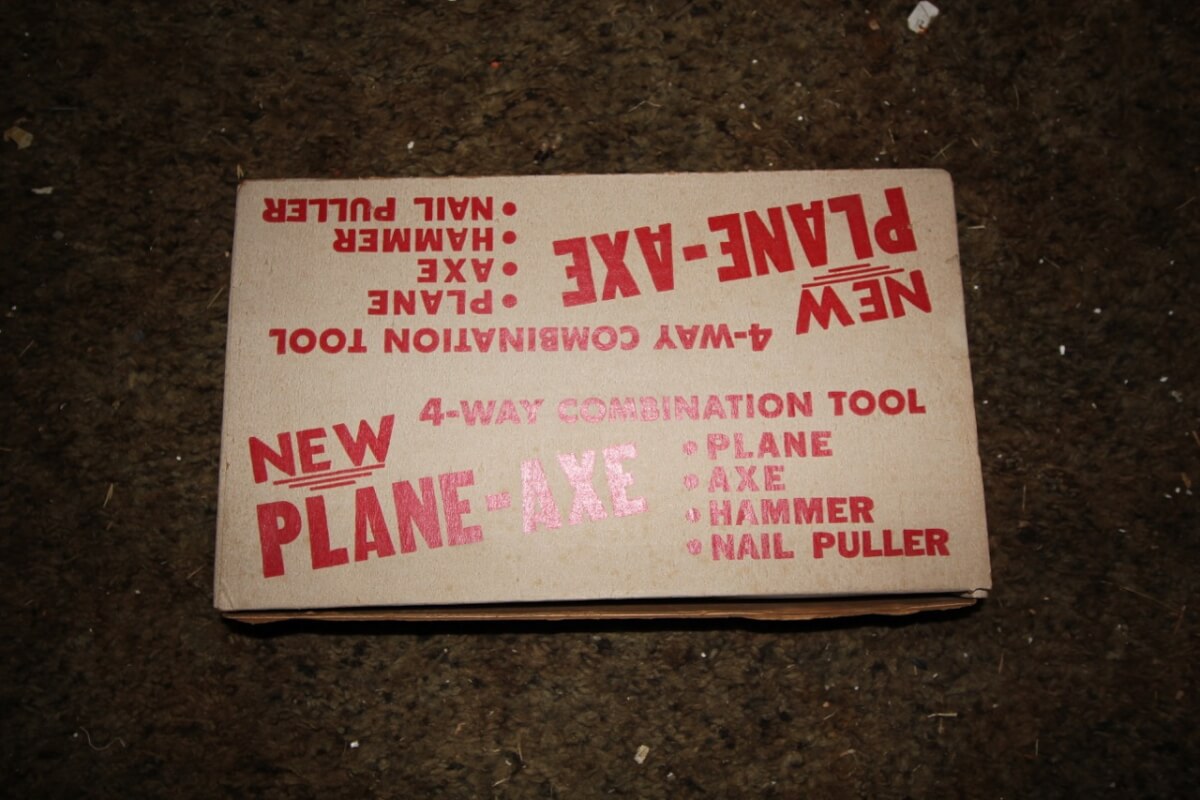 NEW
PLANE-AXE
4-WAY COMBINATION TOOL
• PLANE
• AXE
• HAMMER
• NAIL PULLER
NEW
PLANE-AXE
4-WAY COMBINATION TOOL
• PLANE
• AXE
• HAMMER
• NAIL PULLER